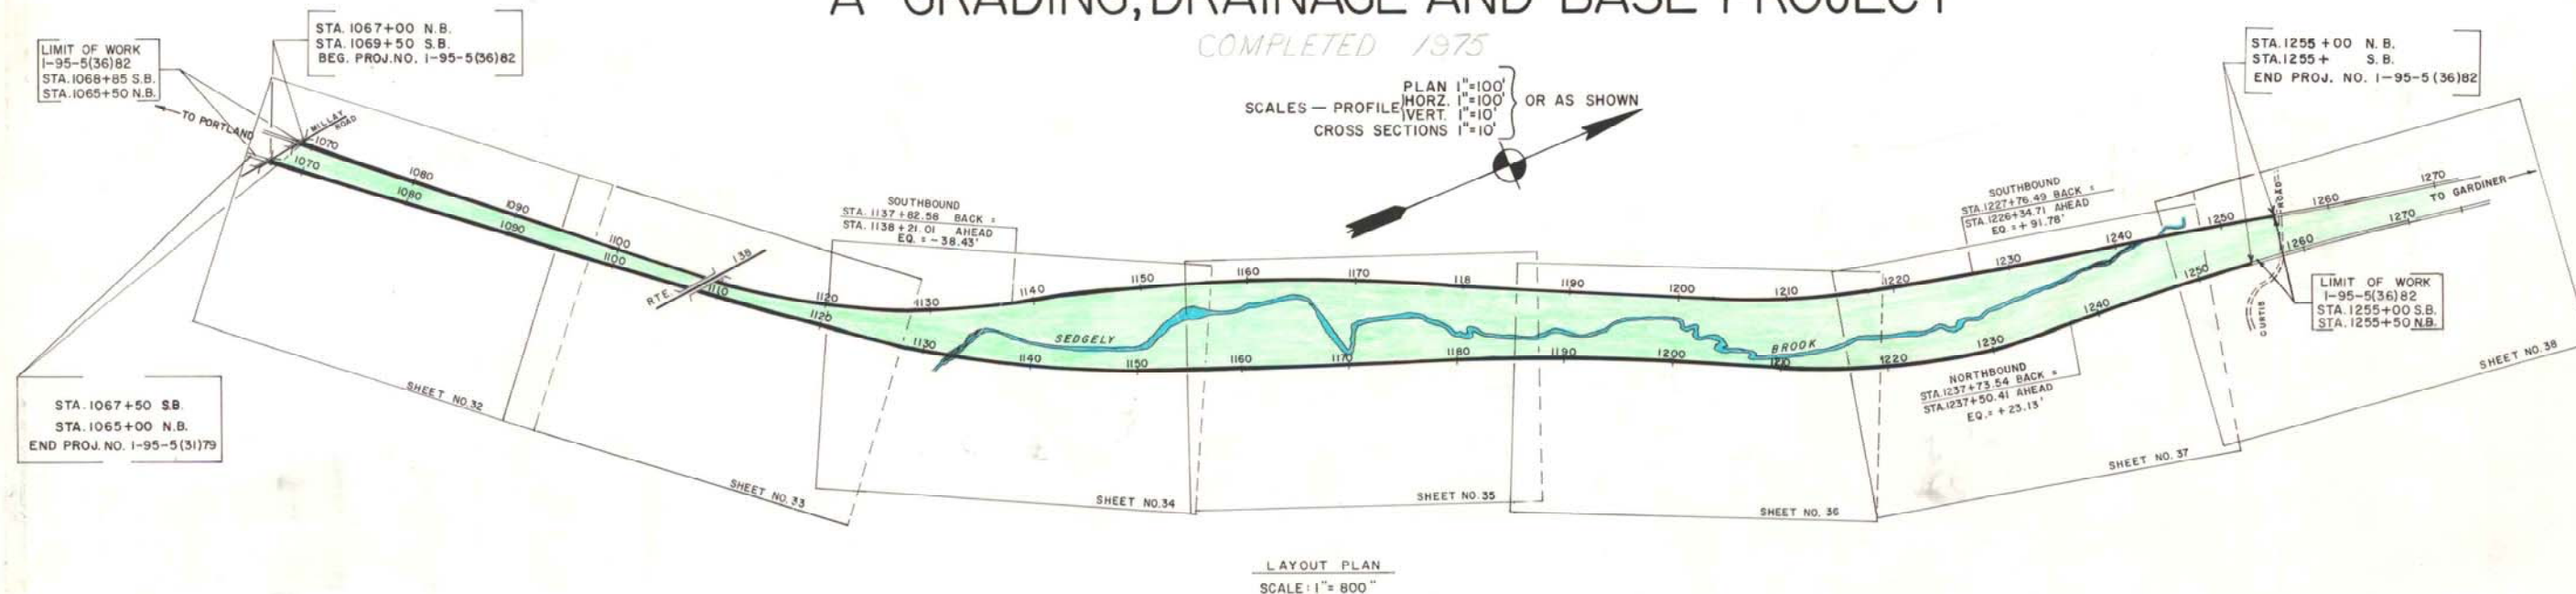 "A" GRADING, DRAINAGE AND BASE PROJECT
COMPLETED 1975
LIMIT OF WORK
I-95-5(36)82
STA. 1068+85 S.B.
STA. 1065+50 N.B.
STA. 1067+00 N.B.
STA. 1069+50 S.B.
BEG. PROJ. NO. I-95-5(36)82
TO PORTLAND
MILLAY
ROAD
STA. 1067+50 S.B.
STA. 1065+00 N.B.
END PROJ. NO. I-95-5(31)79
SCALES — PROFILE
PLAN 1"=100'
HORZ. 1"=100'
VERT. 1"=10'
CROSS SECTIONS 1"=10'
OR AS SHOWN
STA. 1255+00 N.B.
STA. 1255+ S.B.
END PROJ. NO. I-95-5(36)82
SOUTHBOUND
STA. 1137+82.58 BACK =
STA. 1138+21.01 AHEAD
EQ. = -38.43'
SOUTHBOUND
STA. 1227+76.49 BACK =
STA. 1226+34.71 AHEAD
EQ = +91.78'
1070
1080
1090
1100
1120
1130
1140
1150
1160
1170
118
1190
1200
1210
1220
1230
1240
1250
1260
1270
TO GARDINER
1070
1080
1090
1100
1110
1120
1130
1140
1150
1160
1170
1180
1190
1200
1210
1220
1230
1240
1250
1260
1270
RTE. 138
SEDGELY
BROOK
CURTIS
ROAD
LIMIT OF WORK
I-95-5(36)82
STA. 1255+00 S.B.
STA. 1255+50 N.B.
NORTHBOUND
STA. 1237+73.54 BACK =
STA. 1237+50.41 AHEAD
EQ. = +23.13'
SHEET NO. 32
SHEET NO. 33
SHEET NO. 34
SHEET NO. 35
SHEET NO. 36
SHEET NO. 37
SHEET NO. 38
LAYOUT PLAN
SCALE: 1" = 800"